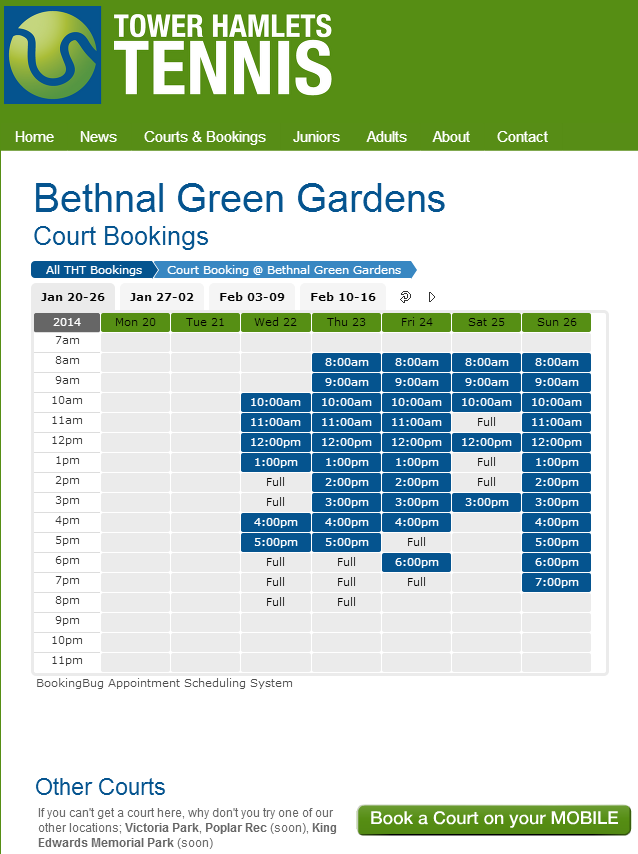 TOWER HAMLETS
TENNIS
Home News Courts & Bookings Juniors Adults About Contact
Bethnal Green Gardens
Court Bookings
All THT Bookings Court Booking @ Bethnal Green Gardens
Jan 20-26 Jan 27-02 Feb 03-09 Feb 10-16
2014 Mon 20 Tue 21 Wed 22 Thu 23 Fri 24 Sat 25 Sun 26
7am
8am 8:00am 8:00am 8:00am 8:00am
9am 9:00am 9:00am 9:00am 9:00am
10am 10:00am 10:00am 10:00am 10:00am 10:00am
11am 11:00am 11:00am 11:00am Full 11:00am
12pm 12:00pm 12:00pm 12:00pm 12:00pm 12:00pm
1pm 1:00pm 1:00pm 1:00pm Full 1:00pm
2pm Full 2:00pm 2:00pm Full 2:00pm
3pm Full 3:00pm 3:00pm 3:00pm 3:00pm
4pm 4:00pm 4:00pm 4:00pm 4:00pm
5pm 5:00pm 5:00pm Full 5:00pm
6pm Full Full 6:00pm 6:00pm
7pm Full Full Full 7:00pm
8pm Full Full
9pm
10pm
11pm
BookingBug Appointment Scheduling System
Other Courts
If you can't get a court here, why don't you try one of our
other locations; Victoria Park, Poplar Rec (soon), King
Edwards Memorial Park (soon)
Book a Court on your MOBILE